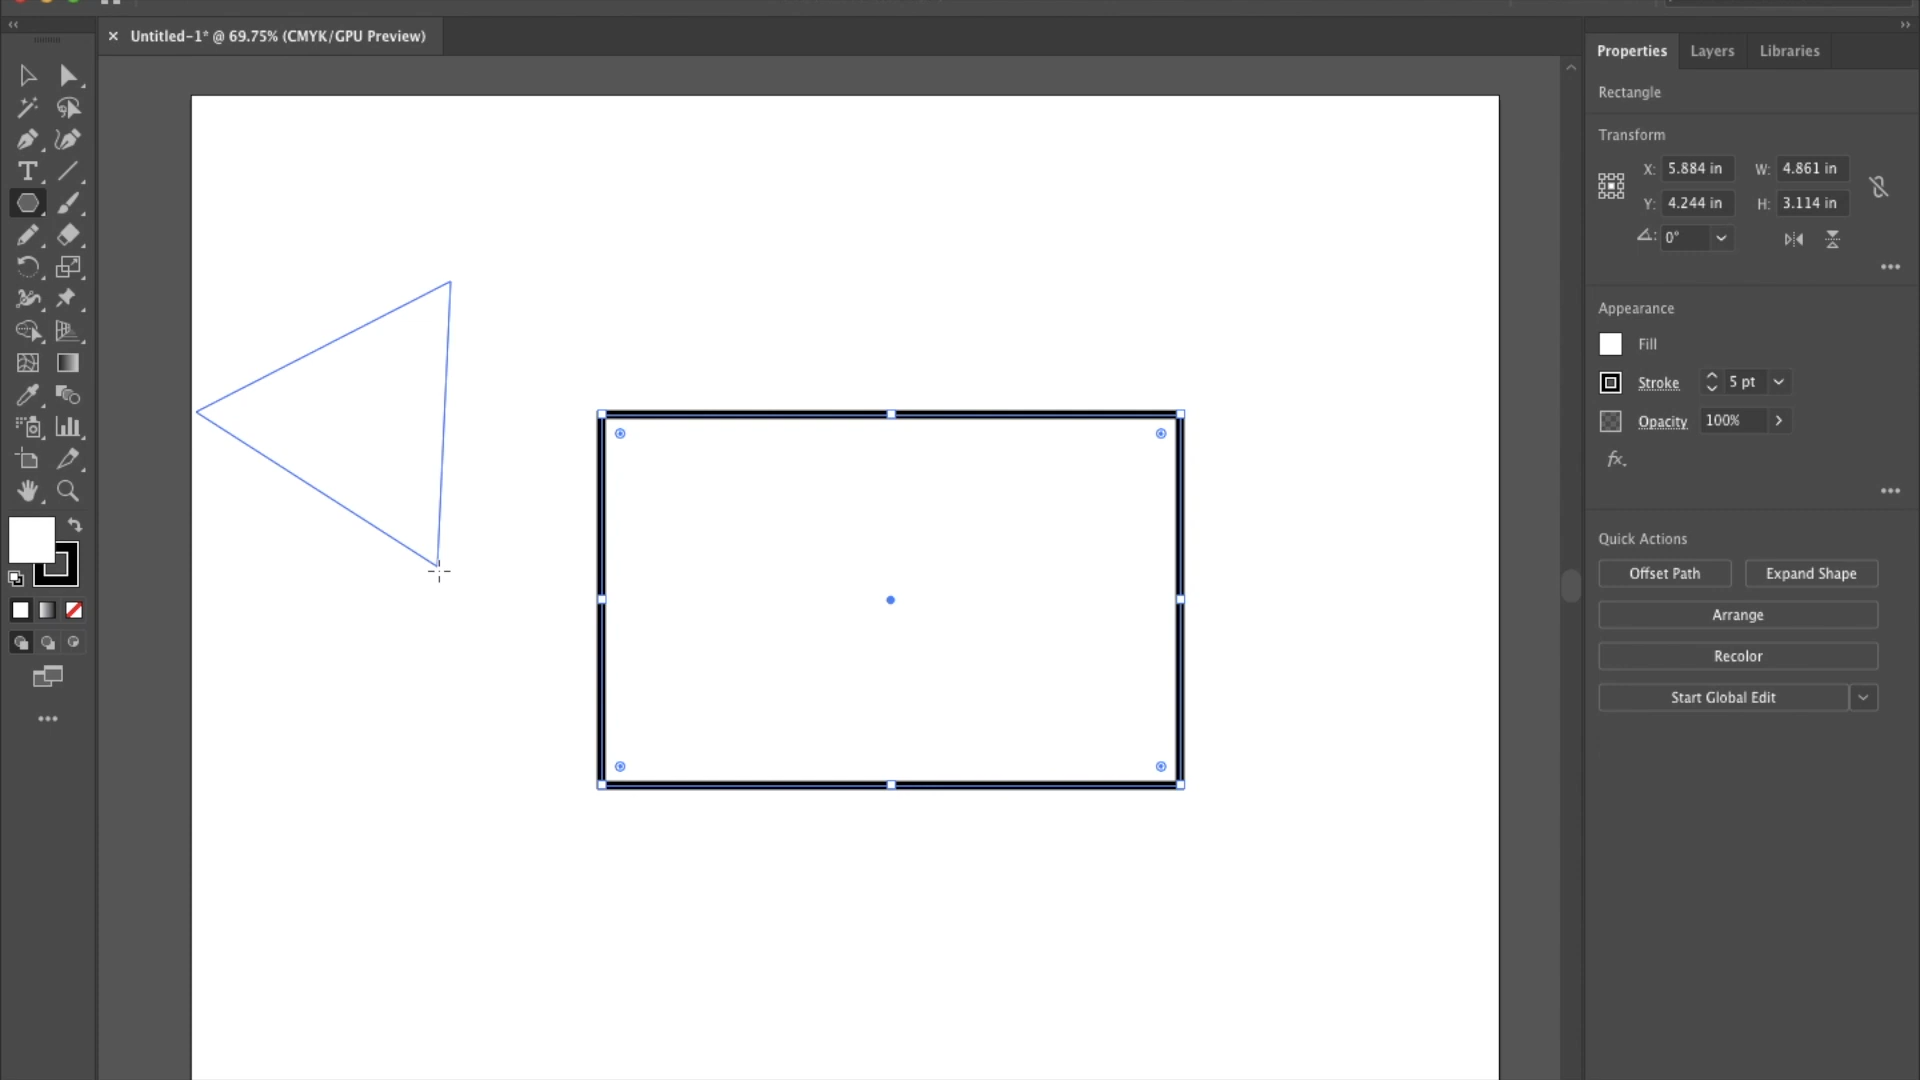 Untitled-1* @ 69.75% (CMYK/GPU Preview)
Properties Layers Libraries
Rectangle
Transform
X: 5.884 in W: 4.861 in
Y: 4.244 in H: 3.114 in
0°
Appearance
Fill
Stroke 5 pt
Opacity 100%
fx
Quick Actions
Offset Path Expand Shape
Arrange
Recolor
Start Global Edit